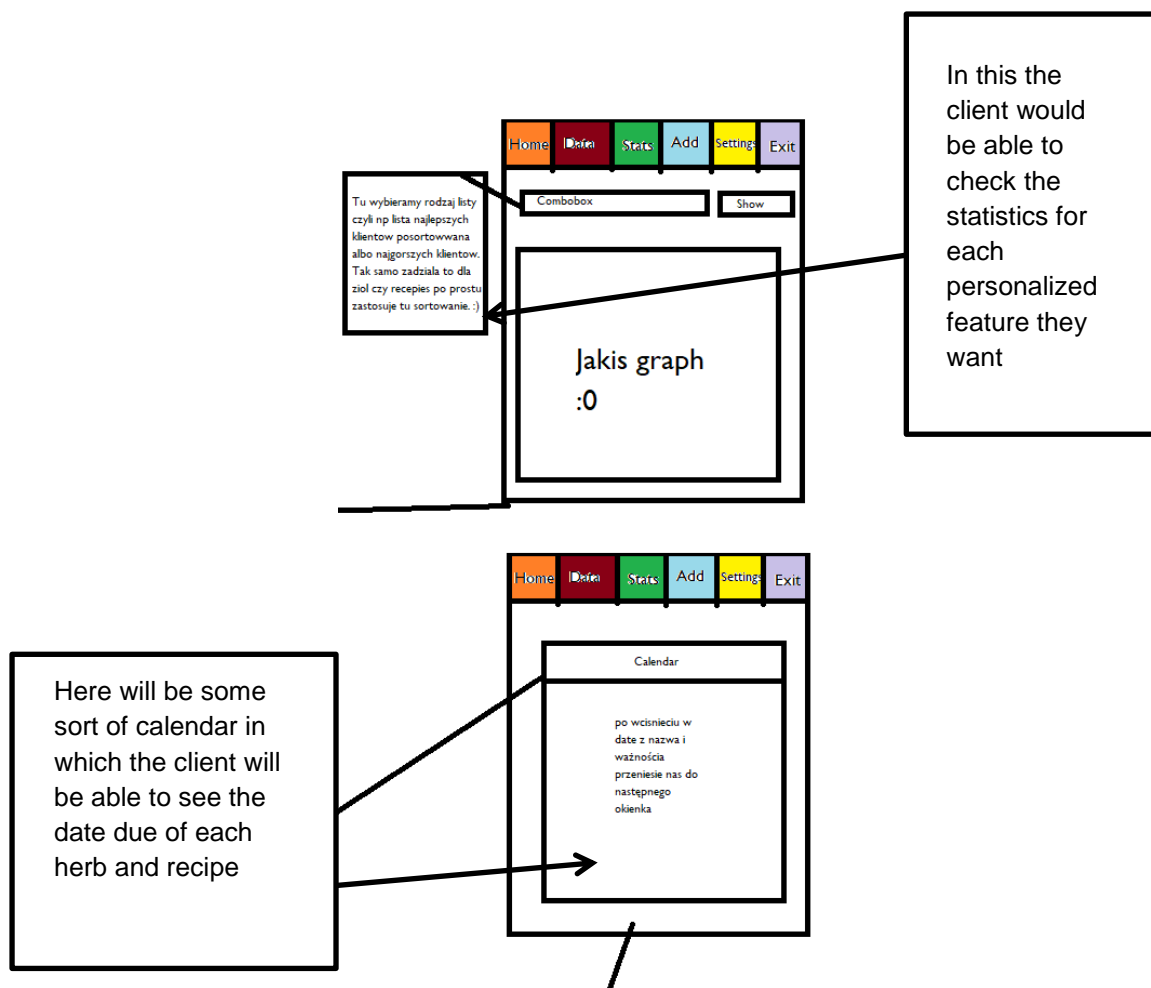 In this the
client would
be able to
check the
statistics for
each
personalized
feature they
want
Home Data Stats Add Settings Exit
Combobox Show
Tu wybieramy rodzaj listy
czyli np lista najlepszych
klientow posortowwana
albo najgorszych klientow.
Tak samo zadziala to dla
ziol czy recepies po prostu
zastosuje tu sortowanie. :)
Jakis graph
:0
Home Data Stats Add Settings Exit
Calendar
po wcisnieciu w
date z nazwa i
ważnościa
przeniesie nas do
następnego
okienka
Here will be some
sort of calendar in
which the client will
be able to see the
date due of each
herb and recipe